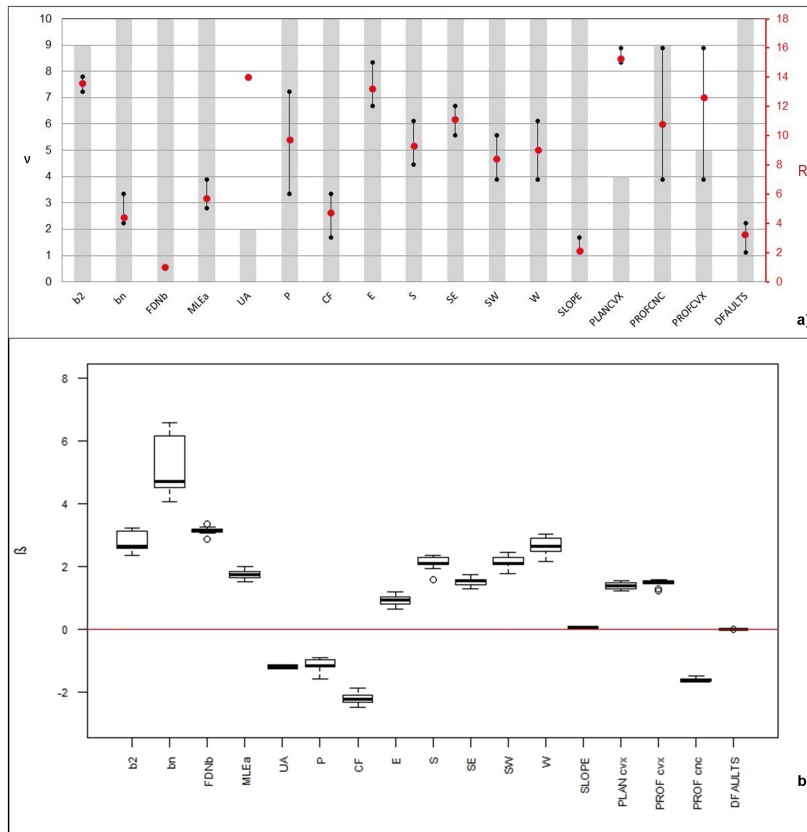 10 18
9 16
8 14
7 12
6 10
5 8
4 6
3 4
2 2
1 0
0
ν
R
b2 bn FDNb MLEa UA P CF E S SE SW W SLOPE PLANCVX PROFCNC PROFCVX DFAULTS
a)
8
6
4
2
0
-2
ß
b2 bn FDNb MLEa UA P CF E S SE SW W SLOPE PLAN cvx PROF cvx PROF cnc DFAULTS
b